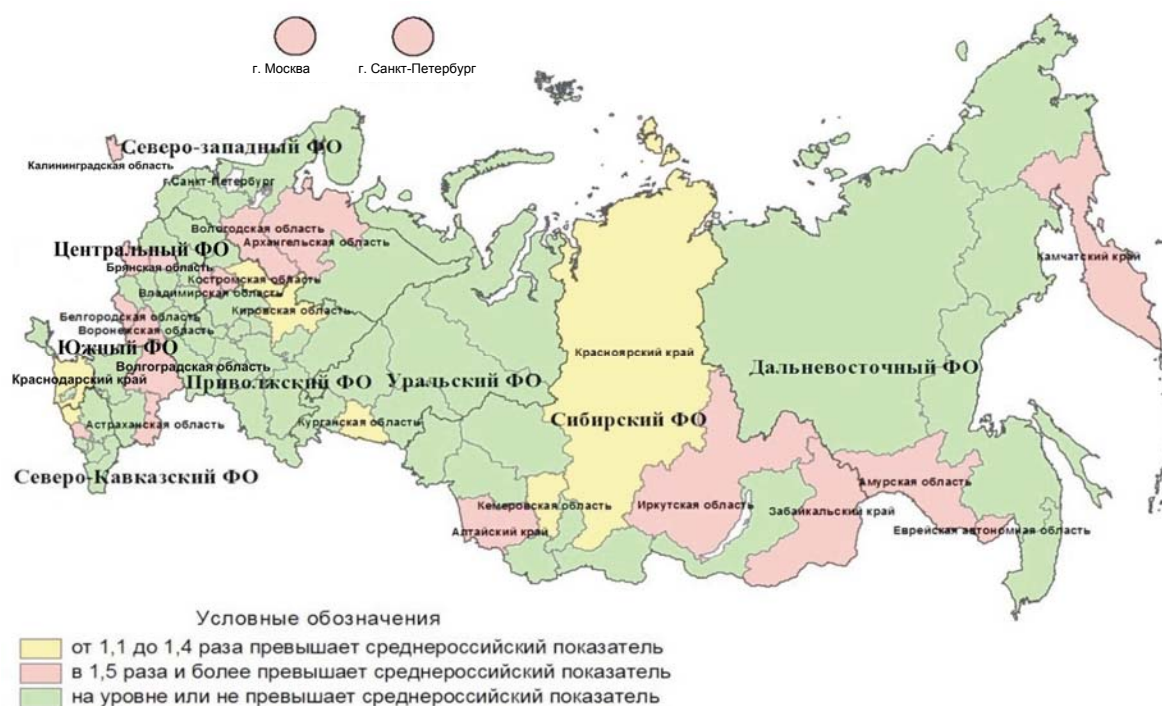 г. Москва
г. Санкт-Петербург
Северо-западный ФО
Калининградская область
г.Санкт-Петербург
Вологодская область
Архангельская область
Центральный ФО
Брянская область
Костромская область
Владимирская область
Кировская область
Белгородская область
Воронежская область
Южный ФО
Волгоградская область
Краснодарский край
Приволжский ФО
Уральский ФО
Астраханская область
Курганская область
Северо-Кавказский ФО
Красноярский край
Сибирский ФО
Дальневосточный ФО
Камчатский край
Кемеровская область
Алтайский край
Иркутская область
Забайкальский край
Амурская область
Еврейская автономная область
Условные обозначения
от 1,1 до 1,4 раза превышает среднероссийский показатель
в 1,5 раза и более превышает среднероссийский показатель
на уровне или не превышает среднероссийский показатель